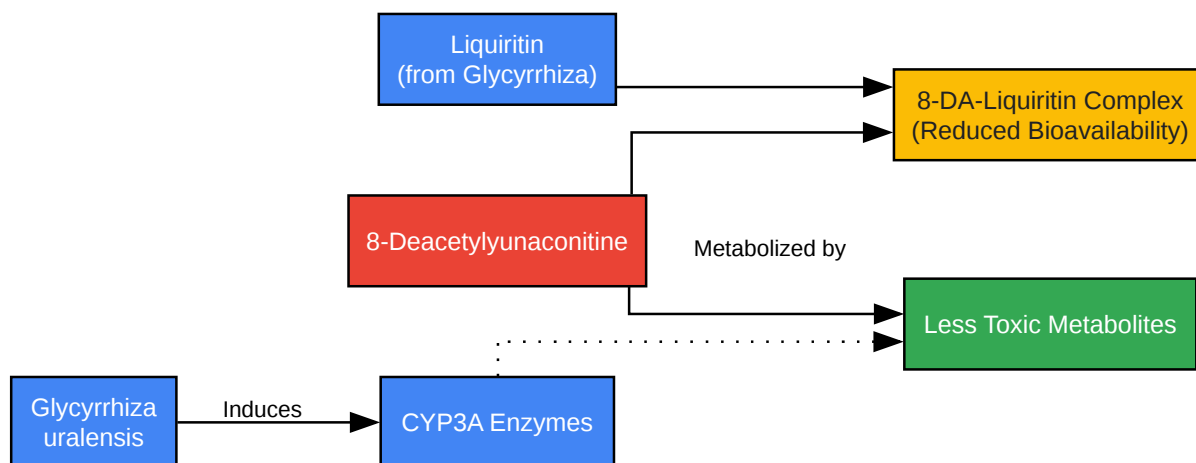 Liquiritin
(from Glycyrrhiza)
8-DA-Liquiritin Complex
(Reduced Bioavailability)
8-Deacetylyunaconitine
Metabolized by
Less Toxic Metabolites
Glycyrrhiza
uralensis
Induces
CYP3A Enzymes